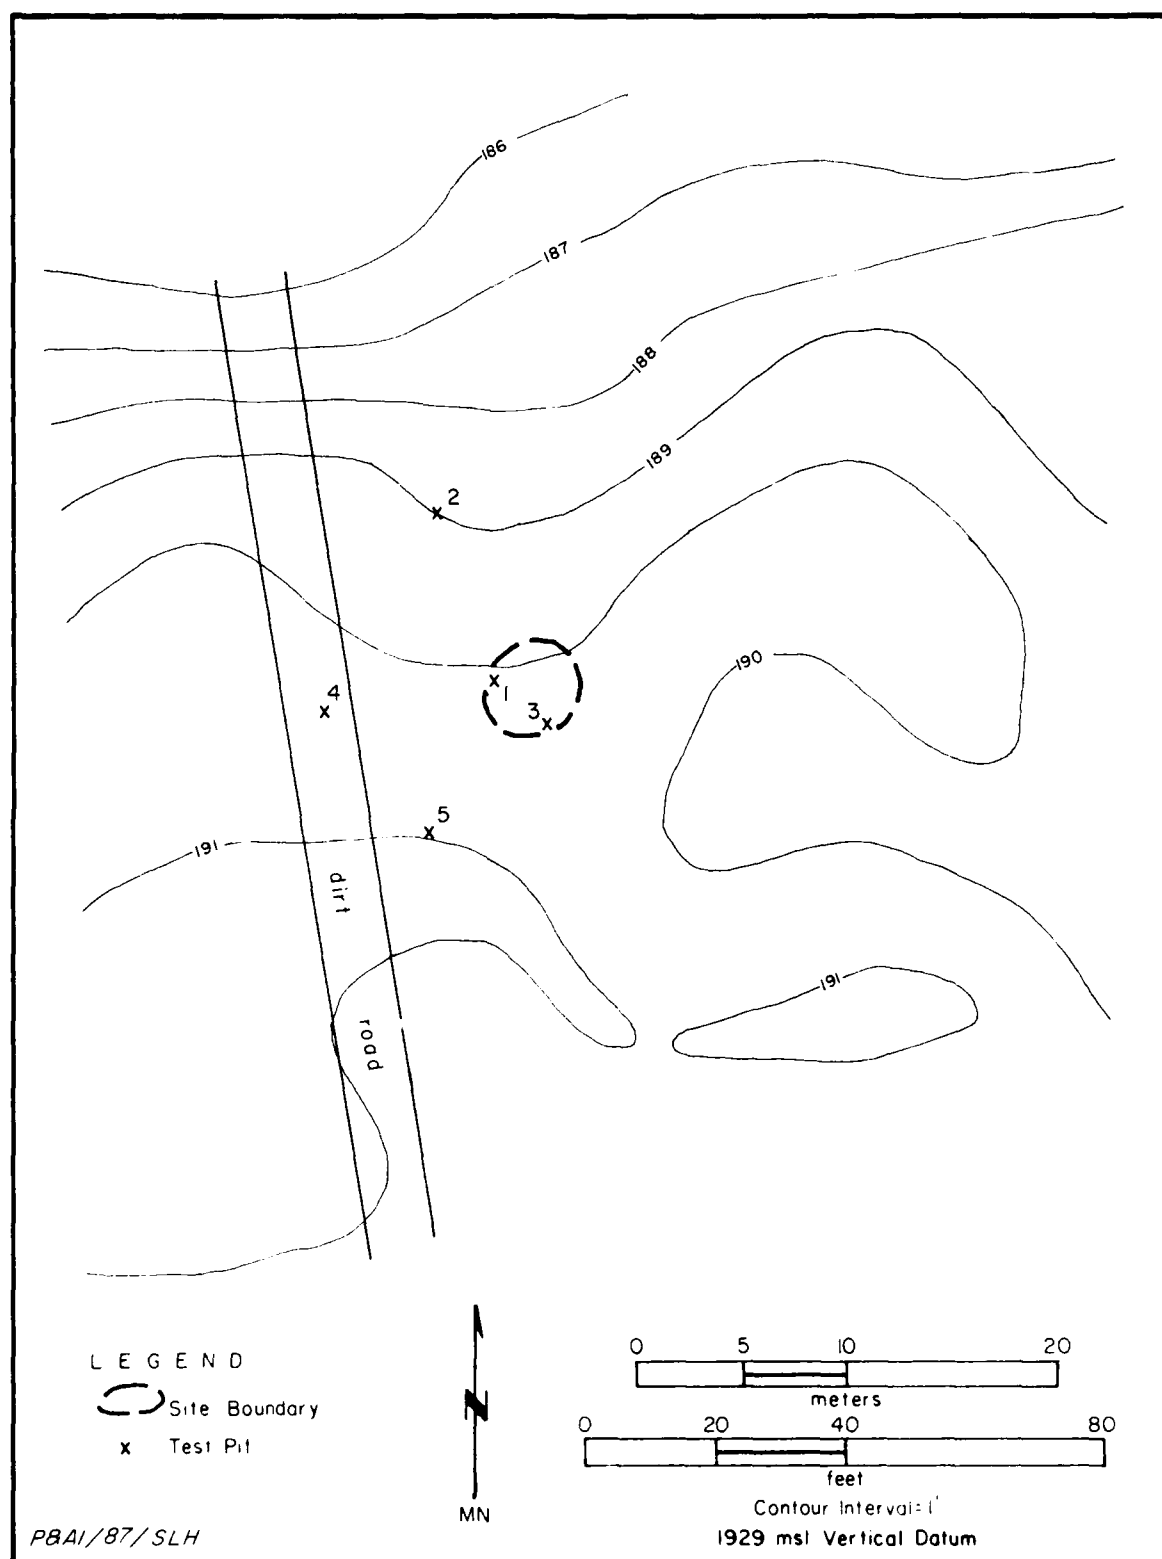 186
187
188
189
2
190
1
3
4
5
191
dirt
191
road
LEGEND
Site Boundary
x Test Pit
MN
0 5 10 20
meters
0 20 40 80
feet
Contour Interval=1'
1929 msl Vertical Datum
PBAI/87/SLH